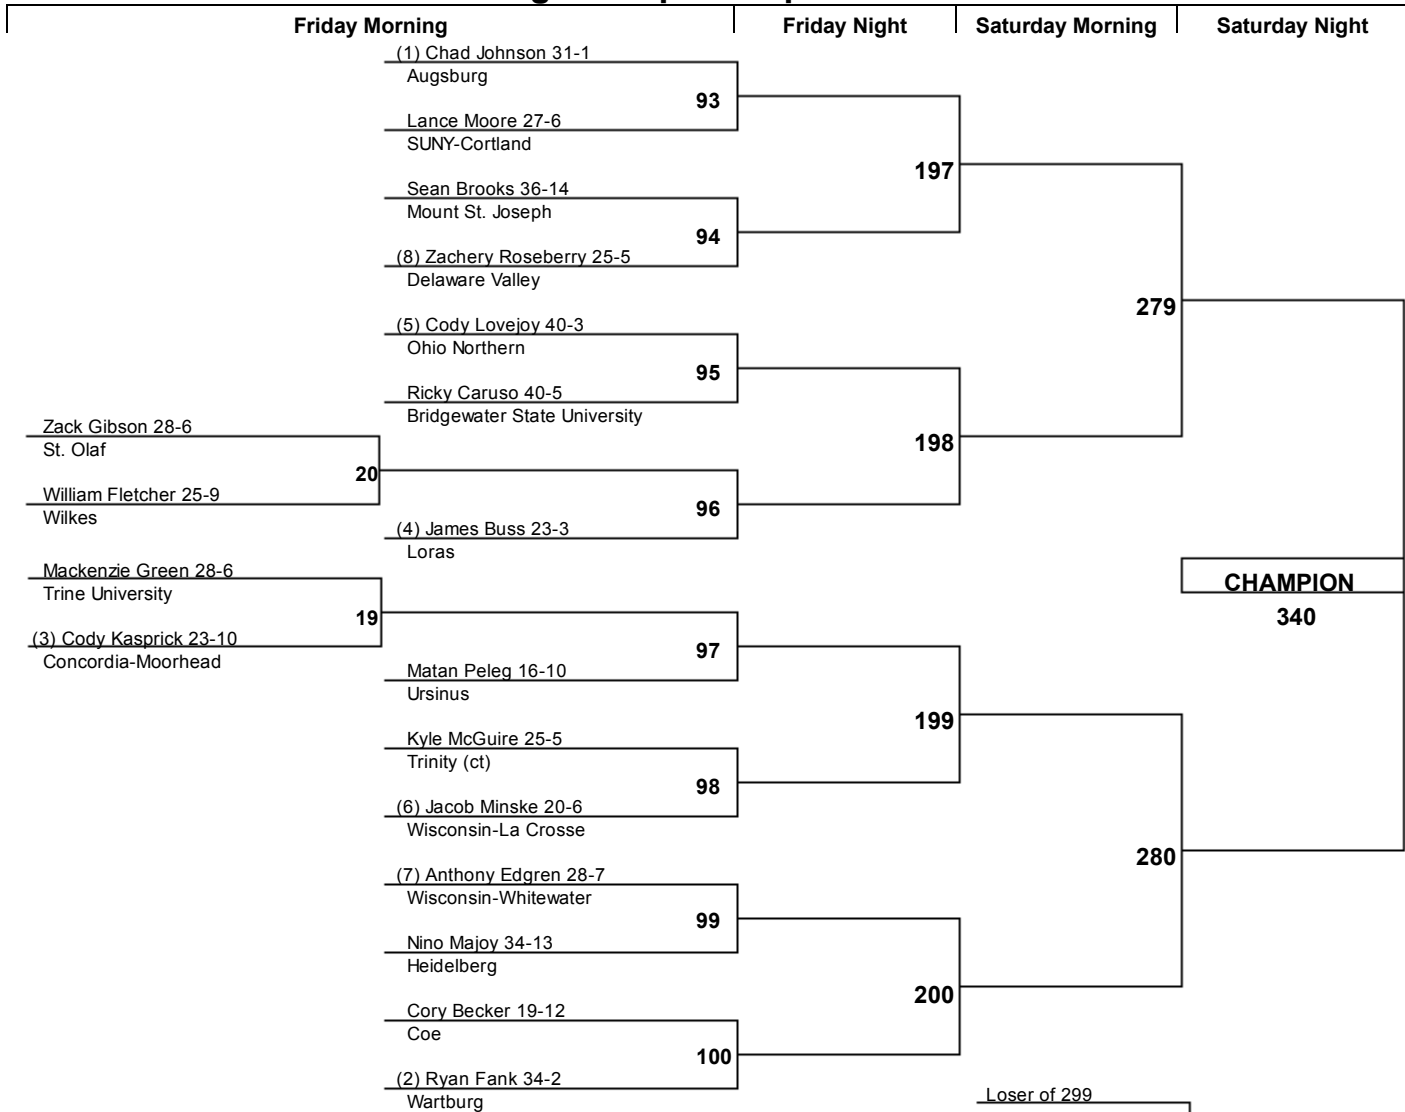 Friday Morning
Friday Night
Saturday Morning
Saturday Night
(1) Chad Johnson 31-1
Augsburg
93
Lance Moore 27-6
SUNY-Cortland
197
Sean Brooks 36-14
Mount St. Joseph
94
(8) Zachery Roseberry 25-5
Delaware Valley
279
(5) Cody Lovejoy 40-3
Ohio Northern
95
Ricky Caruso 40-5
Bridgewater State University
Zack Gibson 28-6
St. Olaf
198
20
William Fletcher 25-9
Wilkes
96
(4) James Buss 23-3
Loras
Mackenzie Green 28-6
Trine University
CHAMPION
340
19
(3) Cody Kasprick 23-10
Concordia-Moorhead
97
Matan Peleg 16-10
Ursinus
199
Kyle McGuire 25-5
Trinity (ct)
98
(6) Jacob Minske 20-6
Wisconsin-La Crosse
280
(7) Anthony Edgren 28-7
Wisconsin-Whitewater
99
Nino Majoy 34-13
Heidelberg
200
Cory Becker 19-12
Coe
100
(2) Ryan Fank 34-2
Wartburg
Loser of 299